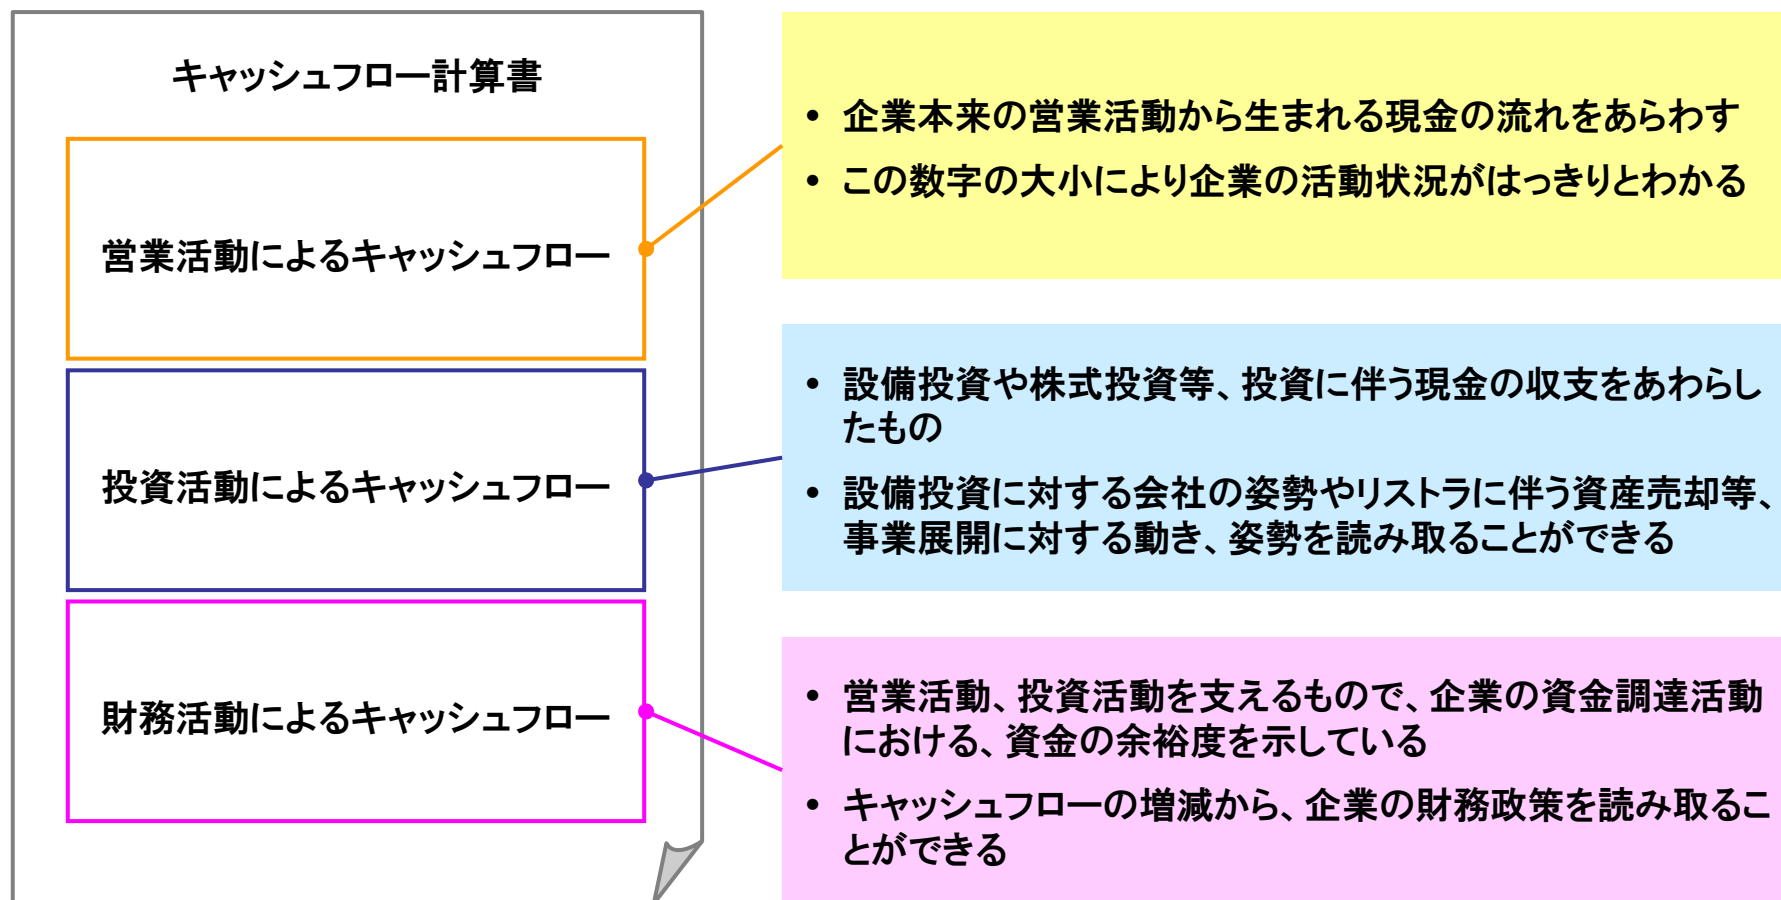 キャッシュフロー計算書
営業活動によるキャッシュフロー
投資活動によるキャッシュフロー
財務活動によるキャッシュフロー
• 企業本来の営業活動から生まれる現金の流れをあらわす
• この数字の大小により企業の活動状況がはっきりとわかる
• 設備投資や株式投資等、投資に伴う現金の収支をあわらし
たもの
• 設備投資に対する会社の姿勢やリストラに伴う資産売却等、
事業展開に対する動き、姿勢を読み取ることができる
• 営業活動、投資活動を支えるもので、企業の資金調達活動
における、資金の余裕度を示している
• キャッシュフローの増減から、企業の財務政策を読み取るこ
とができる